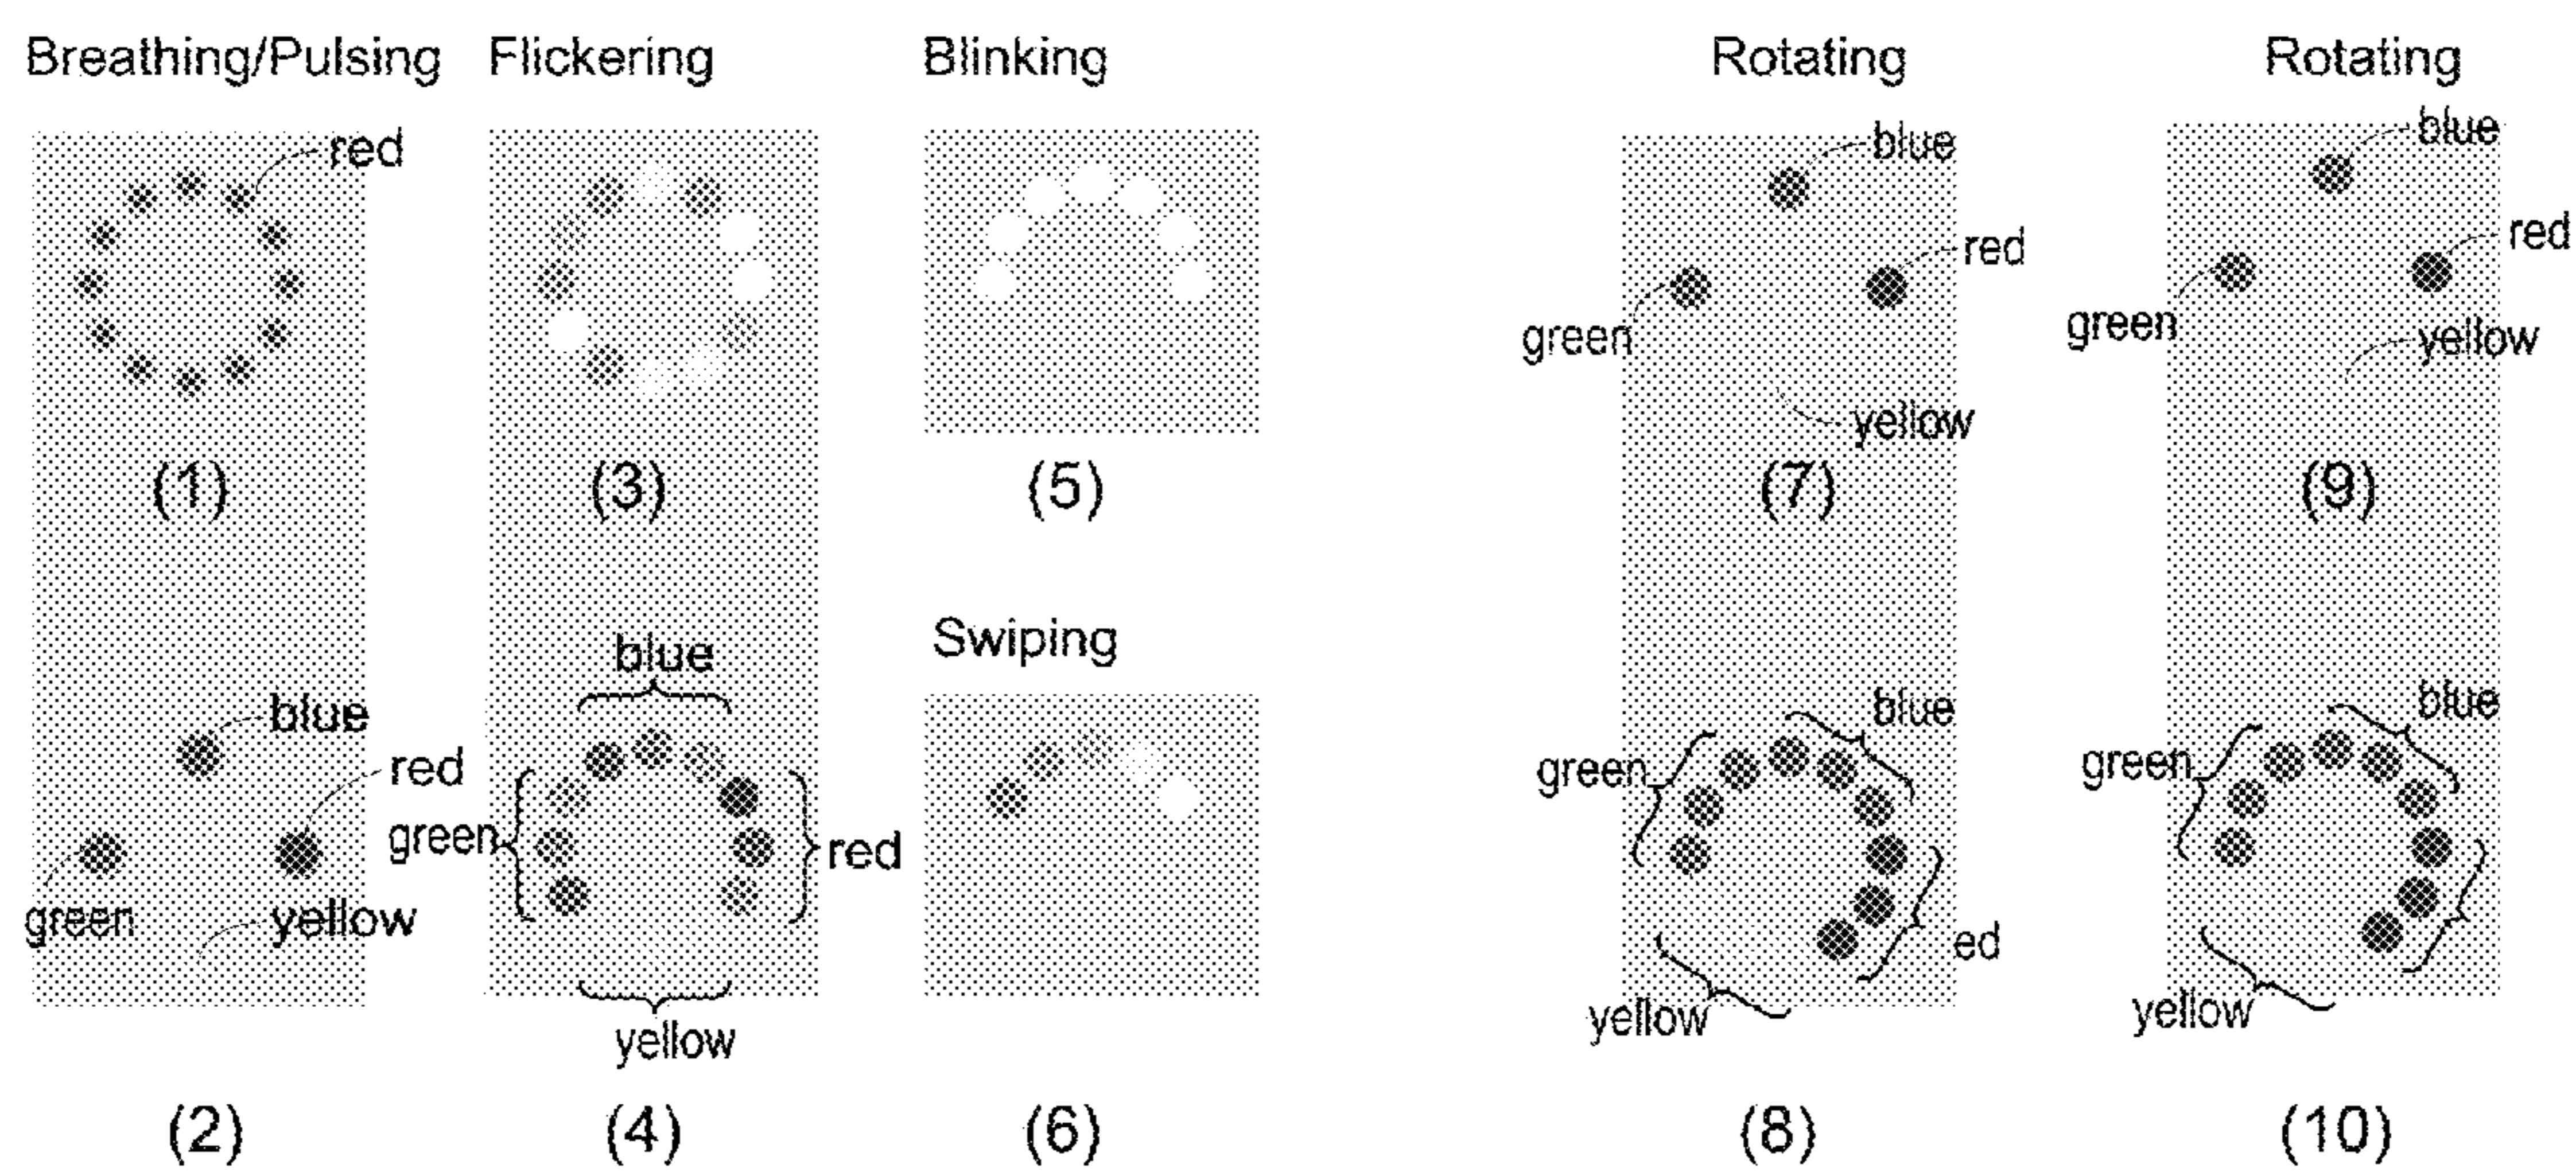 Breathing/Pulsing Flickering Blinking Rotating Rotating
red
blue
blue
red
red
green
green
yellow
yellow
(1) (3) (5) (7) (9)
Swiping
blue
blue
red
green
red
green
yellow
yellow
blue
blue
green
green
ed
yellow
yellow
(2) (4) (6) (8) (10)